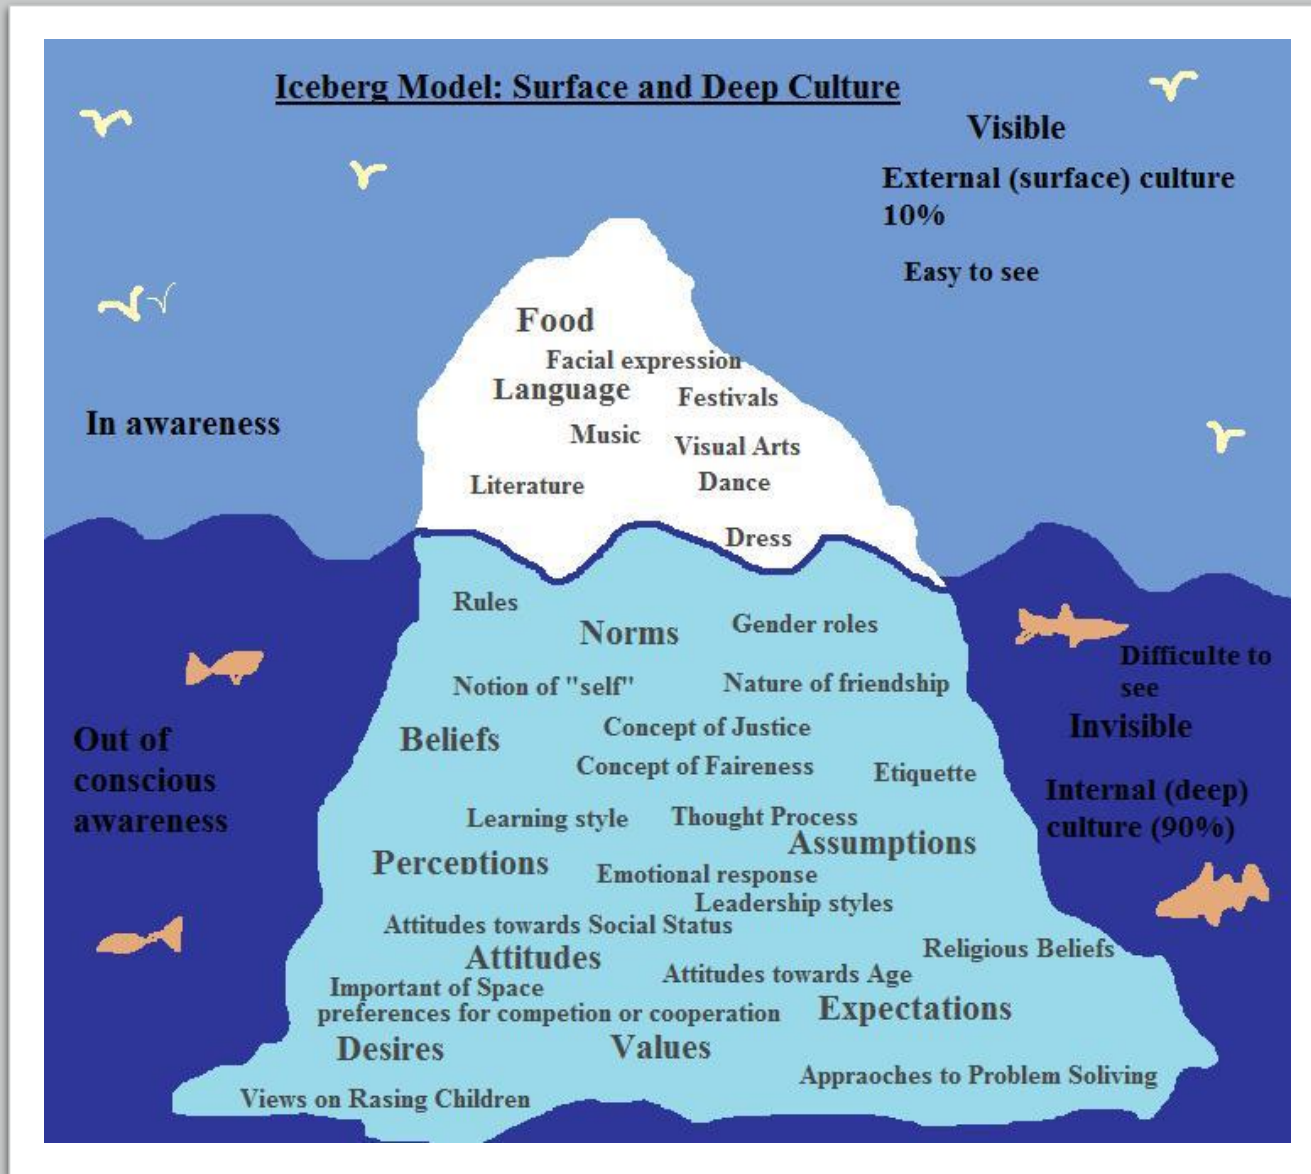 Iceberg Model: Surface and Deep Culture
Visible
External (surface) culture
10%
Easy to see
Food
Facial expression
Language
Festivals
In awareness
Music
Visual Arts
Literature
Dance
Dress
Rules
Norms
Gender roles
Difficulte to
see
Notion of "self"
Nature of friendship
Invisible
Out of
conscious
awareness
Beliefs
Concept of Justice
Concept of Faireness
Etiquette
Internal (deep)
culture (90%)
Learning style
Thought Process
Assumptions
Perceptions
Emotional response
Leadership styles
Attitudes towards Social Status
Attitudes
Religious Beliefs
Attitudes towards Age
Important of Space
preferences for competion or cooperation
Expectations
Desires
Values
Appraoches to Problem Soliving
Views on Rasing Children